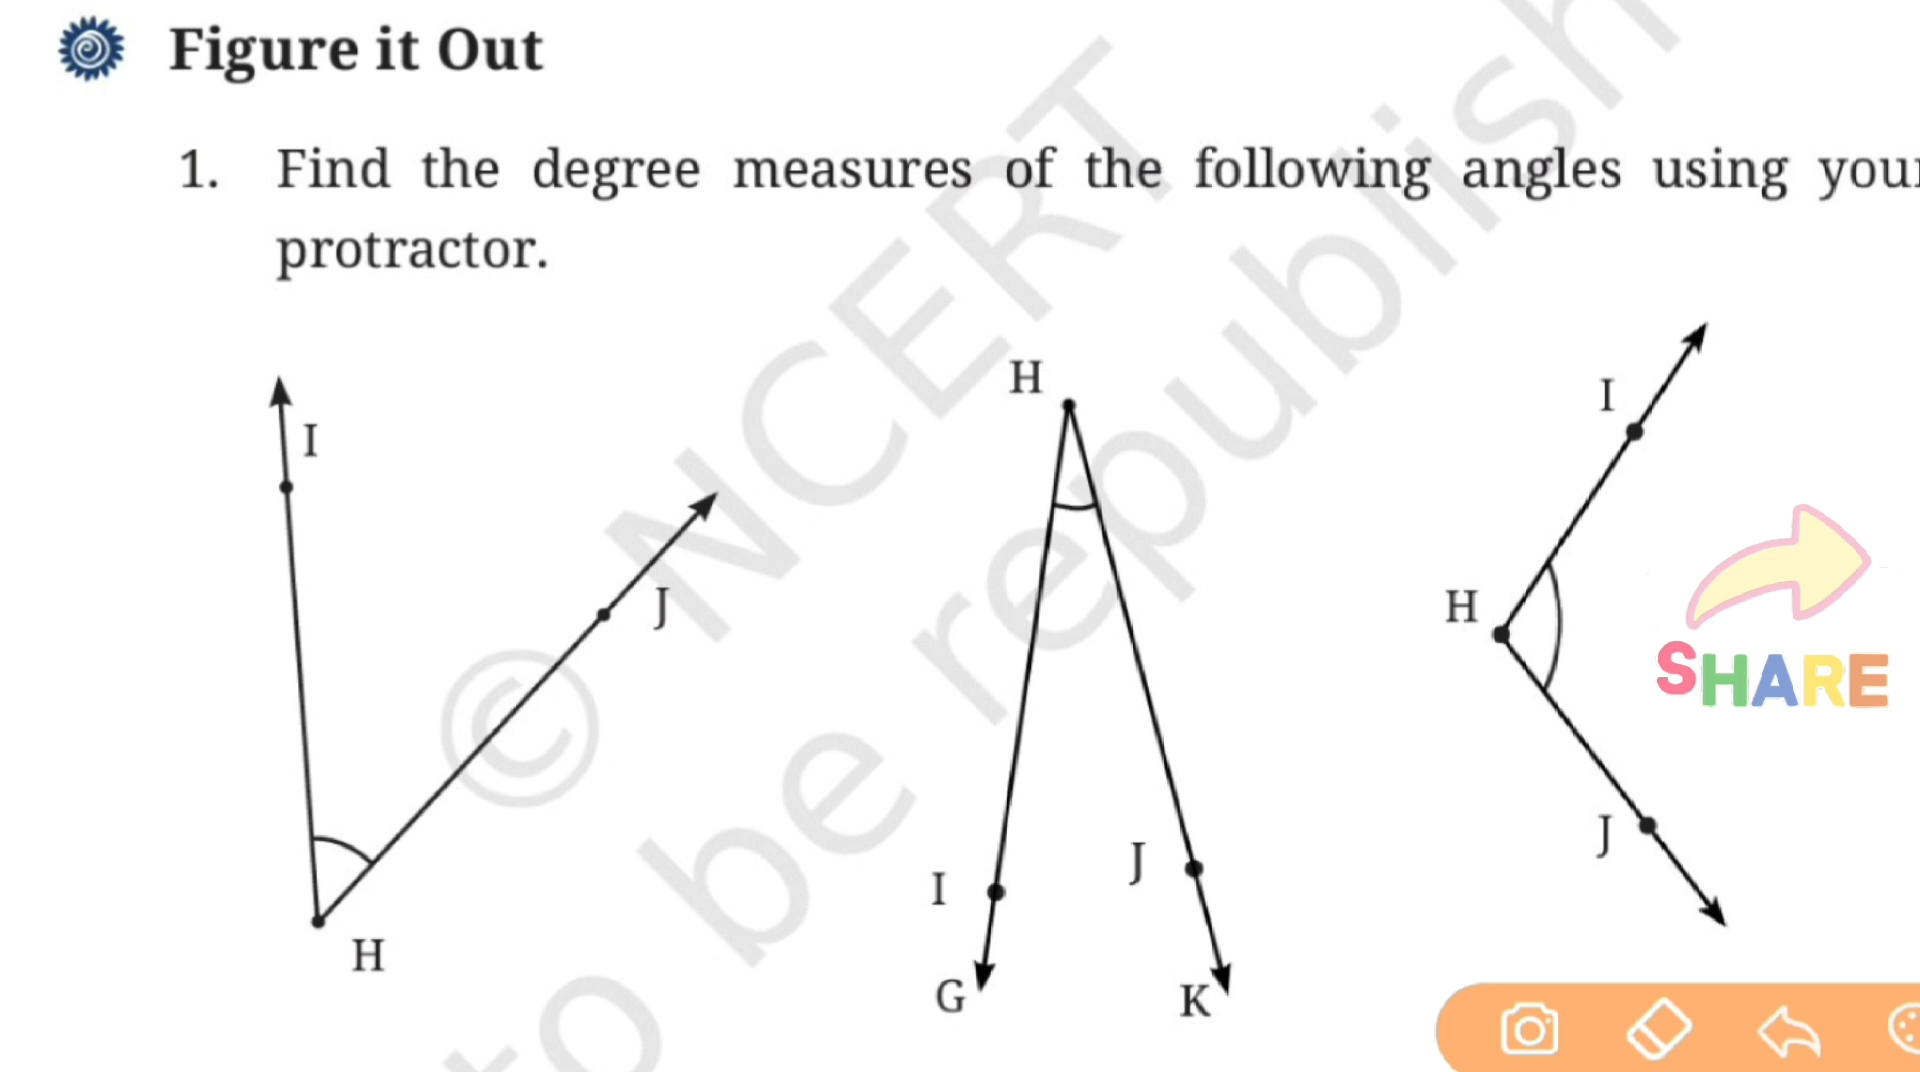 Figure it Out
1. Find the degree measures of the following angles using your
protractor.
© NCERT
to be republish
I
J
H
H
I
J
G
K
I
H
J
SHARE